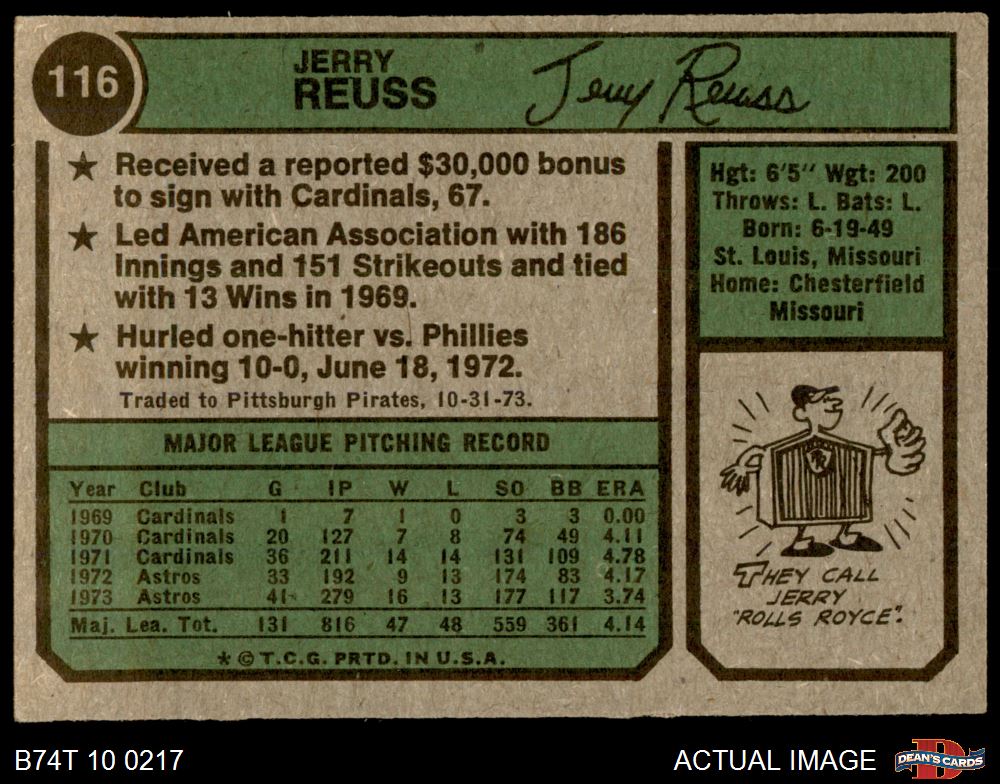 116
JERRY
REUSS
Jerry Reuss
★ Received a reported $30,000 bonus
to sign with Cardinals, 67.
★ Led American Association with 186
Innings and 151 Strikeouts and tied
with 13 Wins in 1969.
★ Hurled one-hitter vs. Phillies
winning 10-0, June 18, 1972.
Traded to Pittsburgh Pirates, 10-31-73.
Hgt: 6'5" Wgt: 200
Throws: L. Bats: L.
Born: 6-19-49
St. Louis, Missouri
Home: Chesterfield
Missouri
MAJOR LEAGUE PITCHING RECORD
Year Club G IP W L SO BB ERA
1969 Cardinals 1 7 1 0 3 3 0.00
1970 Cardinals 20 127 7 8 74 49 4.11
1971 Cardinals 36 211 14 14 131 109 4.78
1972 Astros 33 192 9 13 174 83 4.17
1973 Astros 41 279 16 13 177 117 3.74
Maj. Lea. Tot. 131 816 47 48 559 361 4.14
* © T.C.G. PRTD. IN U.S.A.
RR
THEY CALL
JERRY
"ROLLS ROYCE".
B74T 10 0217
ACTUAL IMAGE
D
DEAN'S CARDS